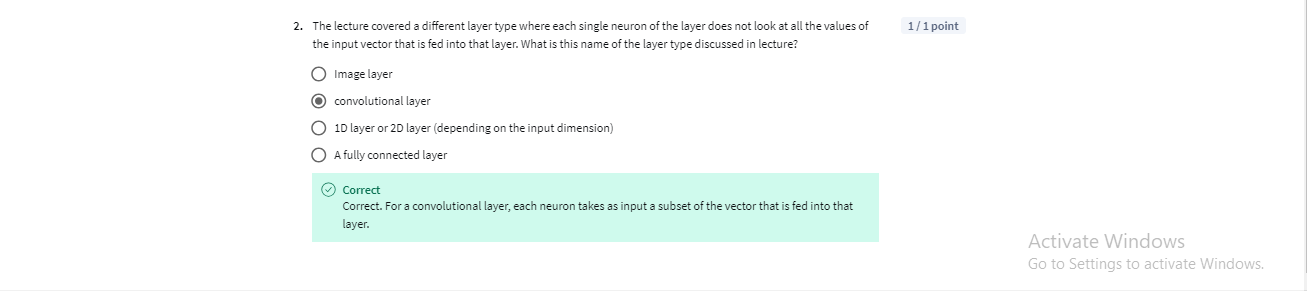 2. The lecture covered a different layer type where each single neuron of the layer does not look at all the values of
1 / 1 point
the input vector that is fed into that layer. What is this name of the layer type discussed in lecture?
Image layer
convolutional layer
1D layer or 2D layer (depending on the input dimension)
A fully connected layer
Correct
Correct. For a convolutional layer, each neuron takes as input a subset of the vector that is fed into that
layer.
Activate Windows
Go to Settings to activate Windows.